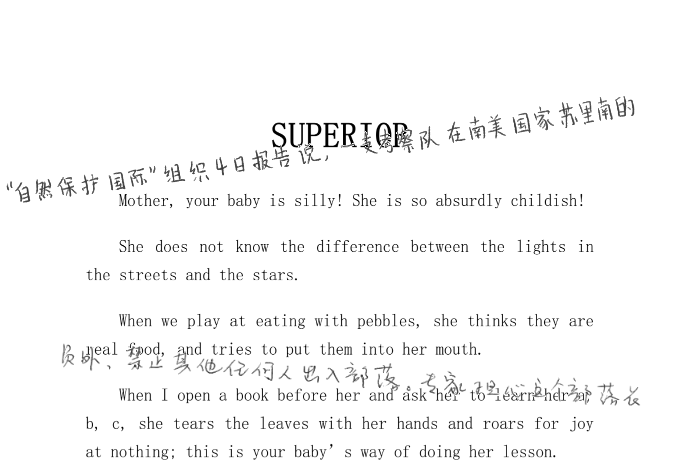 SUPERIOR
“自然保护国际”组织4日报告说，一支考察队在南美国家苏里南的
Mother, your baby is silly! She is so absurdly childish!
She does not know the difference between the lights in
the streets and the stars.
When we play at eating with pebbles, she thinks they are
real food, and tries to put them into her mouth.
员外、禁止其他任何人出入部落。专家 这个部落长
When I open a book before her and ask her to learn her a,
b, c, she tears the leaves with her hands and roars for joy
at nothing; this is your baby’s way of doing her lesson.